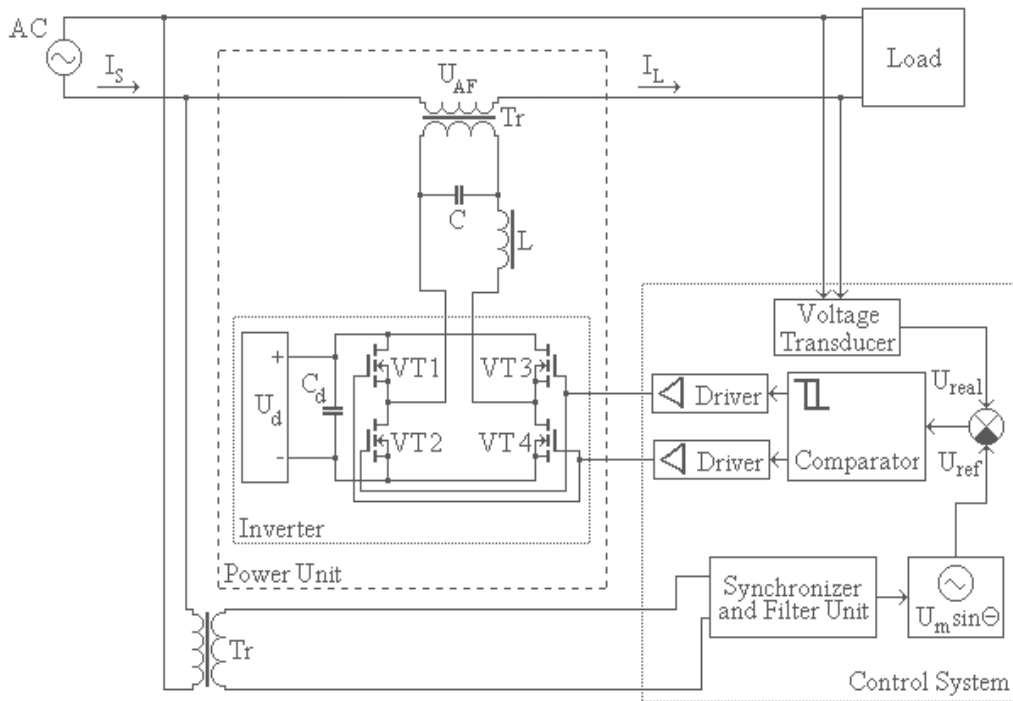 AC
I_S
U_AF
I_L
Load
Tr
C
L
Voltage
Transducer
+
U_d
-
C_d
VT1
VT3
VT2
VT4
Driver
Driver
Comparator
U_real
-
U_ref
Inverter
Power Unit
Synchronizer
and Filter Unit
U_m sinΘ
Tr
Control System